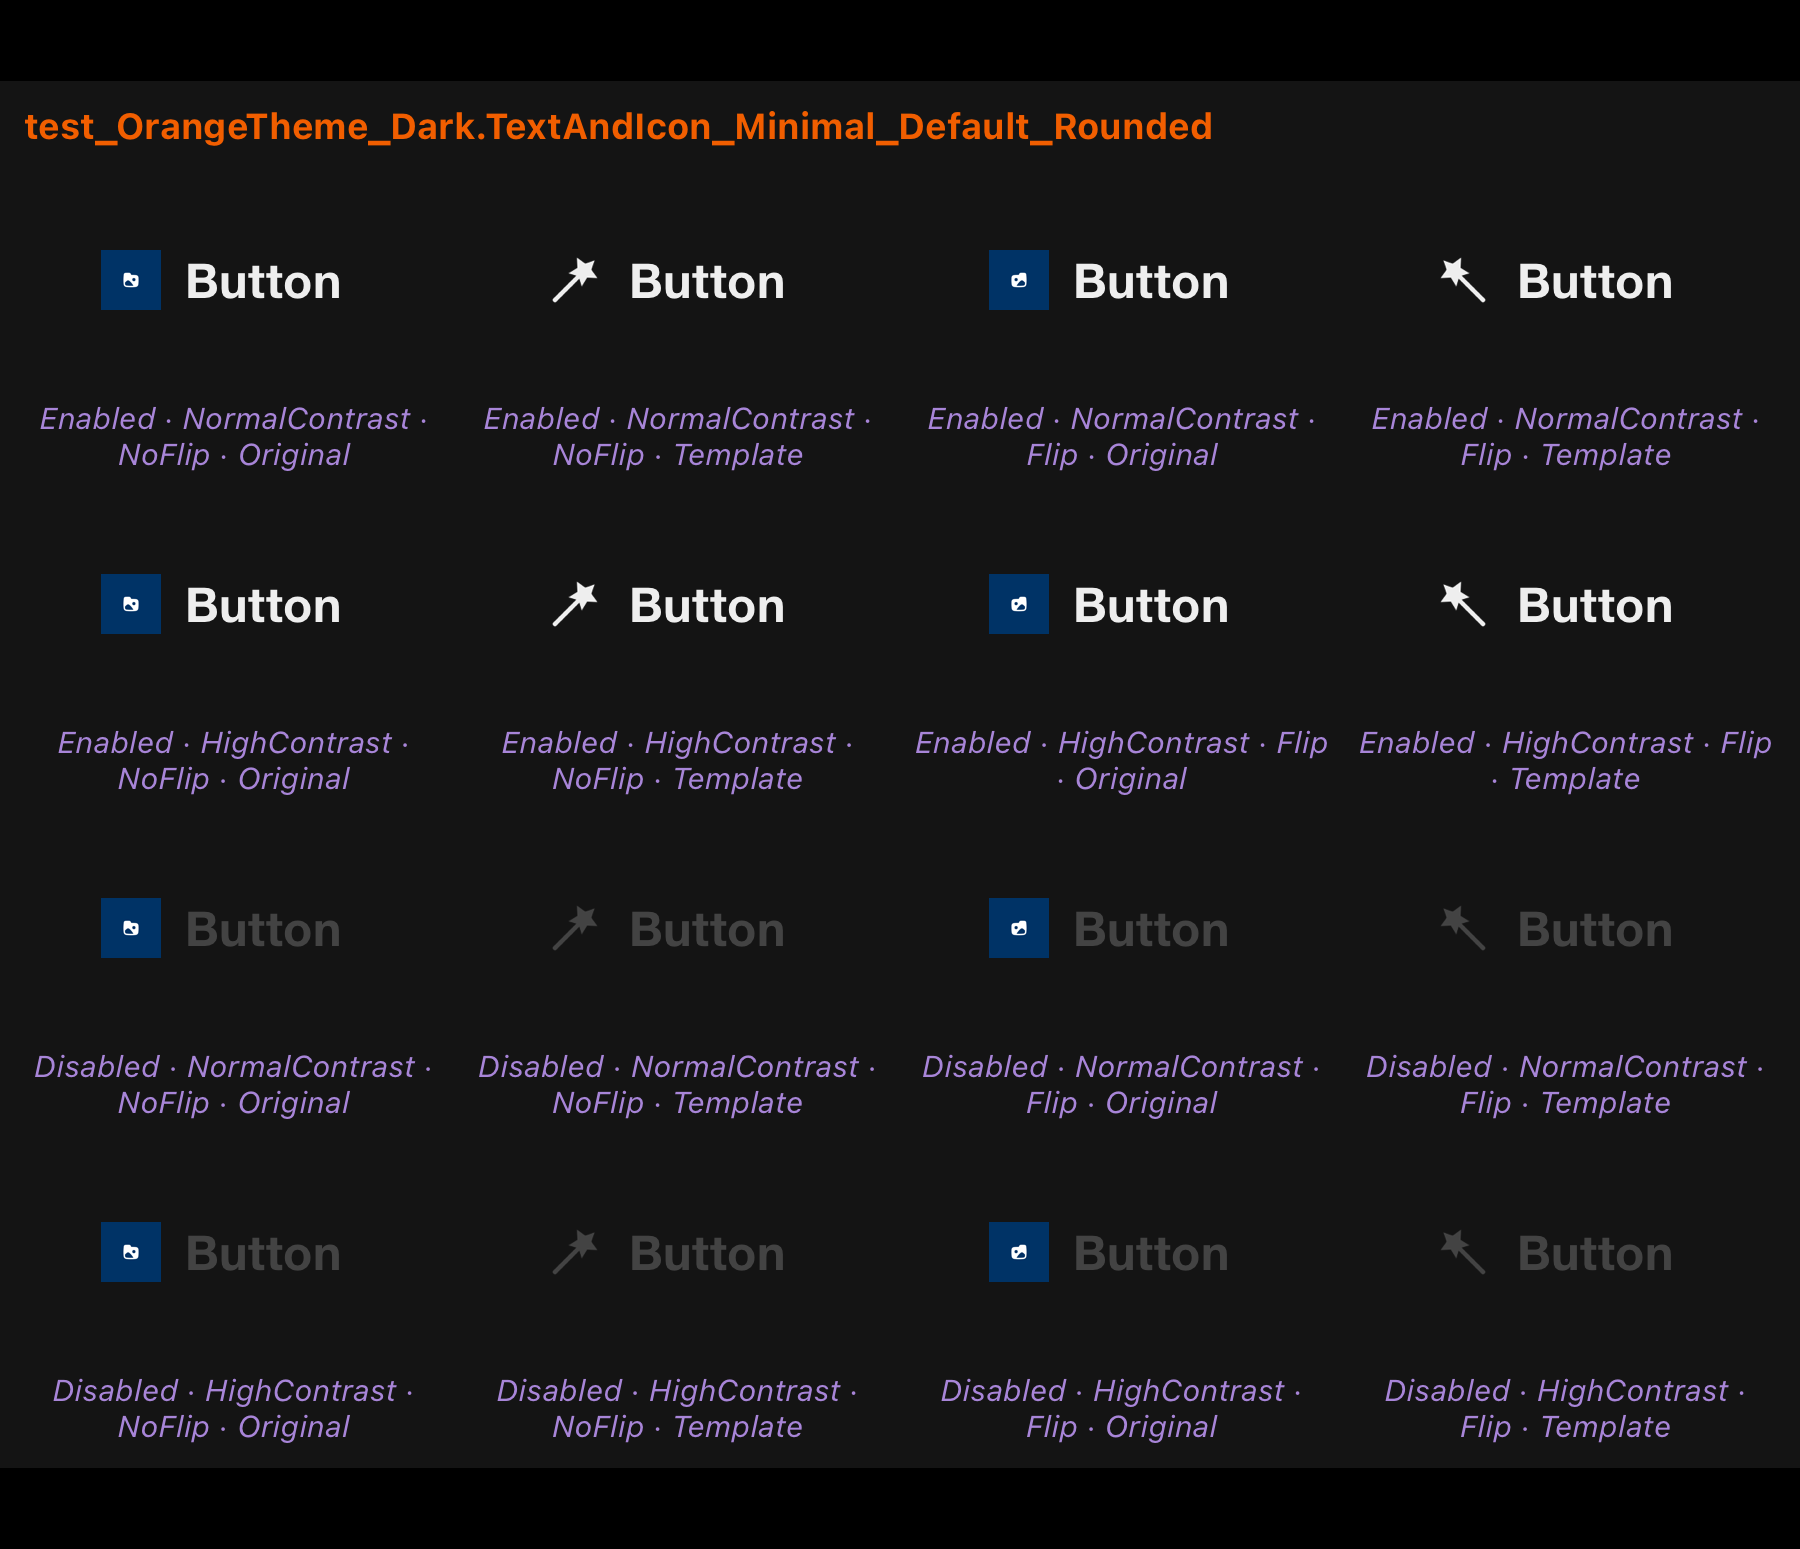 test_OrangeTheme_Dark.TextAndIcon_Minimal_Default_Rounded
Button Button Button Button
Enabled · NormalContrast · Enabled · NormalContrast · Enabled · NormalContrast · Enabled · NormalContrast ·
NoFlip · Original NoFlip · Template Flip · Original Flip · Template
Button Button Button Button
Enabled · HighContrast · Enabled · HighContrast · Enabled · HighContrast · Flip Enabled · HighContrast · Flip
NoFlip · Original NoFlip · Template · Original · Template
Button Button Button Button
Disabled · NormalContrast · Disabled · NormalContrast · Disabled · NormalContrast · Disabled · NormalContrast ·
NoFlip · Original NoFlip · Template Flip · Original Flip · Template
Button Button Button Button
Disabled · HighContrast · Disabled · HighContrast · Disabled · HighContrast · Disabled · HighContrast ·
NoFlip · Original NoFlip · Template Flip · Original Flip · Template